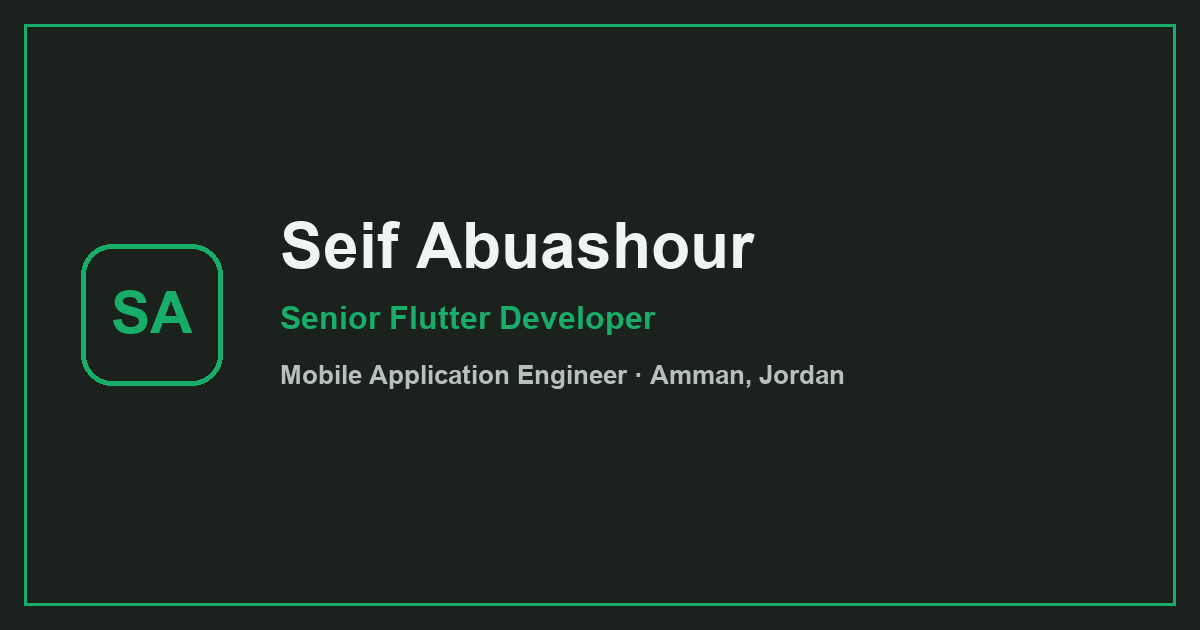 SA
Seif Abuashour
Senior Flutter Developer
Mobile Application Engineer · Amman, Jordan